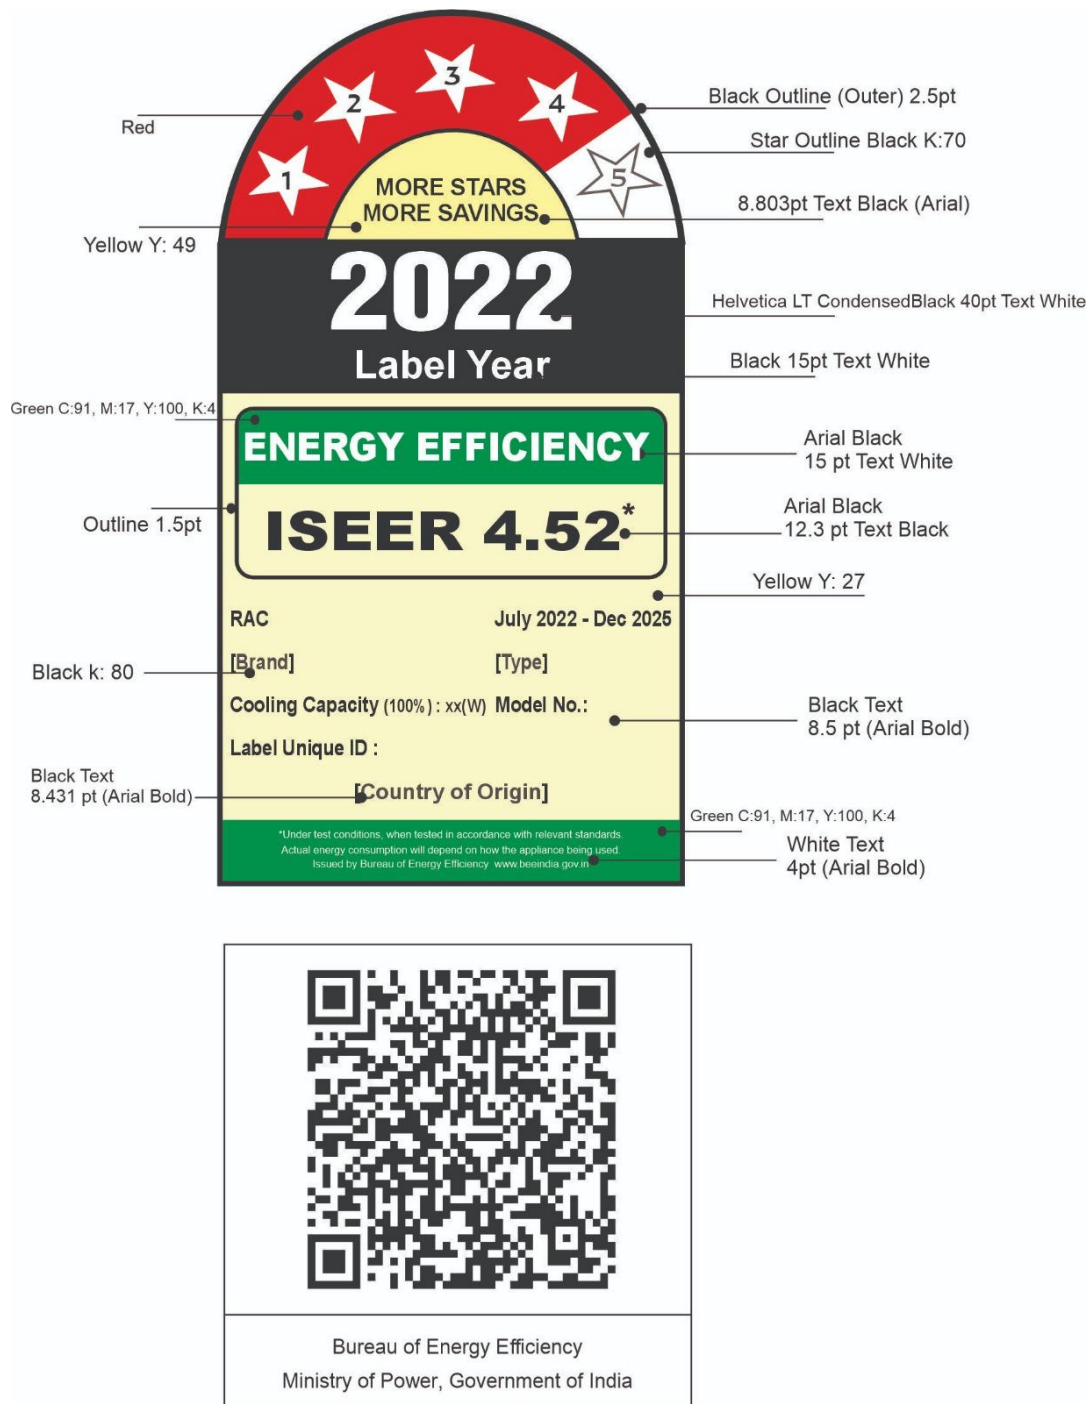 1
2
3
4
5
MORE STARS
MORE SAVINGS
Red
Yellow Y: 49
Black Outline (Outer) 2.5pt
Star Outline Black K:70
8.803pt Text Black (Arial)
2022
Helvetica LT CondensedBlack 40pt Text White
Label Year
Black 15pt Text White
Green C:91, M:17, Y:100, K:4
ENERGY EFFICIENCY
Arial Black
15 pt Text White
Outline 1.5pt
ISEER 4.52*
Arial Black
12.3 pt Text Black
Yellow Y: 27
RAC July 2022 - Dec 2025
Black k: 80
[Brand] [Type]
Cooling Capacity (100%) : xx(W) Model No.:
Black Text
8.5 pt (Arial Bold)
Label Unique ID :
Black Text
8.431 pt (Arial Bold)
[Country of Origin]
Green C:91, M:17, Y:100, K:4
*Under test conditions, when tested in accordance with relevant standards.
Actual energy consumption will depend on how the appliance being used.
Issued by Bureau of Energy Efficiency www.beeindia.gov.in
White Text
4pt (Arial Bold)
Bureau of Energy Efficiency
Ministry of Power, Government of India